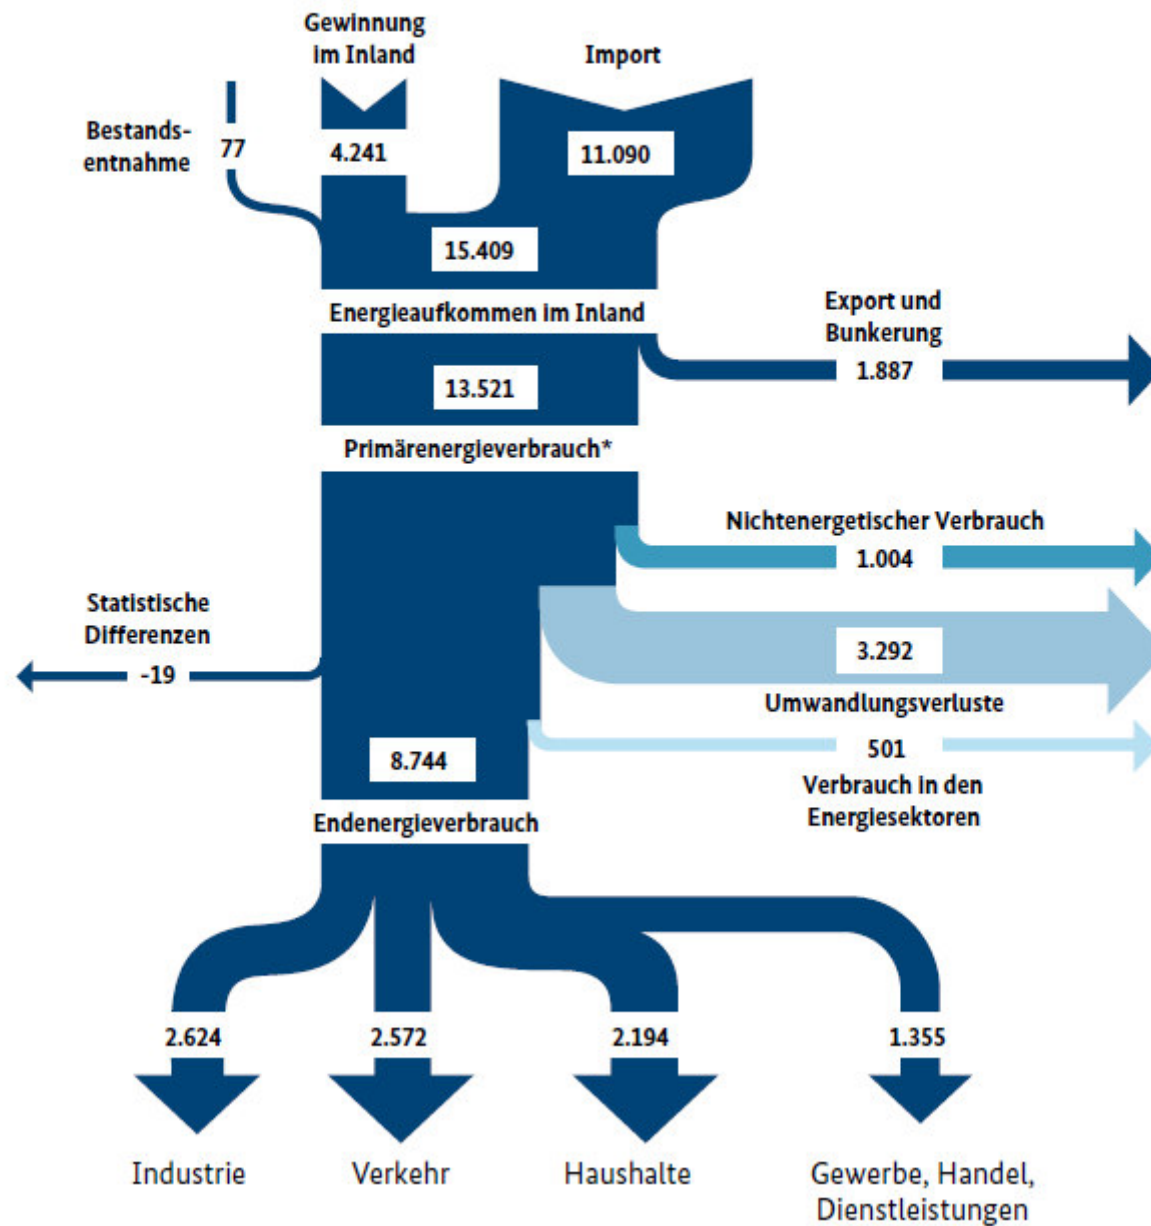 Gewinnung
im Inland
Import
Bestands-
entnahme
77
4.241
11.090
15.409
Energieaufkommen im Inland
Export und
Bunkerung
1.887
13.521
Primärenergieverbrauch*
Nichtenergetischer Verbrauch
1.004
Statistische
Differenzen
-19
3.292
Umwandlungsverluste
501
Verbrauch in den
Energiesektoren
8.744
Endenergieverbrauch
2.624
2.572
2.194
1.355
Industrie
Verkehr
Haushalte
Gewerbe, Handel,
Dienstleistungen